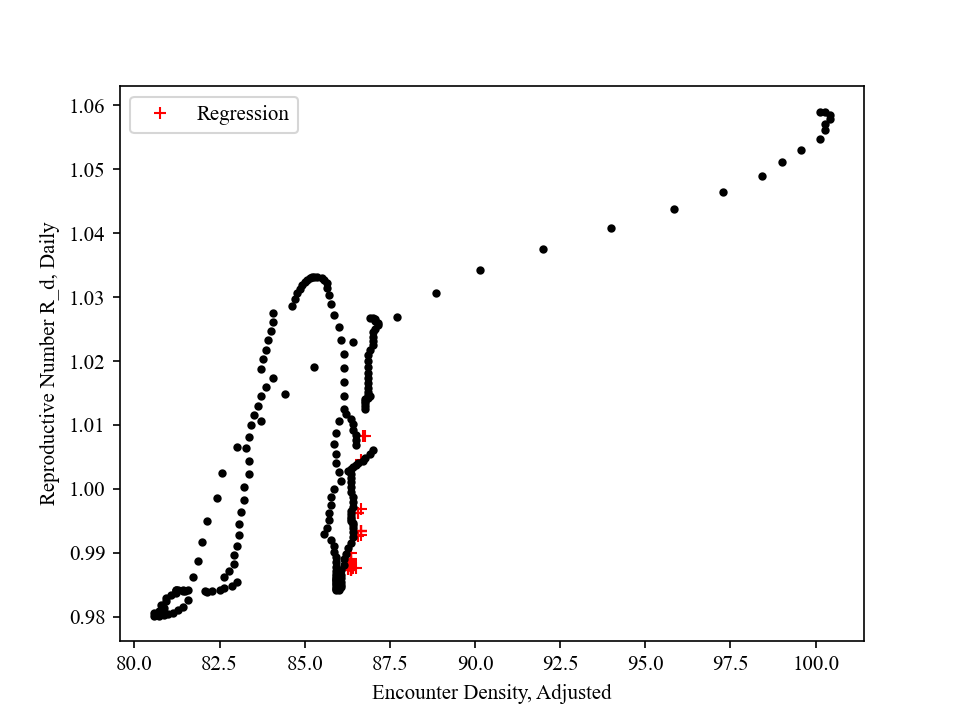 1.06
Regression
1.05
1.04
1.03
1.02
1.01
1.00
0.99
0.98
Reproductive Number R_d, Daily
80.0 82.5 85.0 87.5 90.0 92.5 95.0 97.5 100.0
Encounter Density, Adjusted